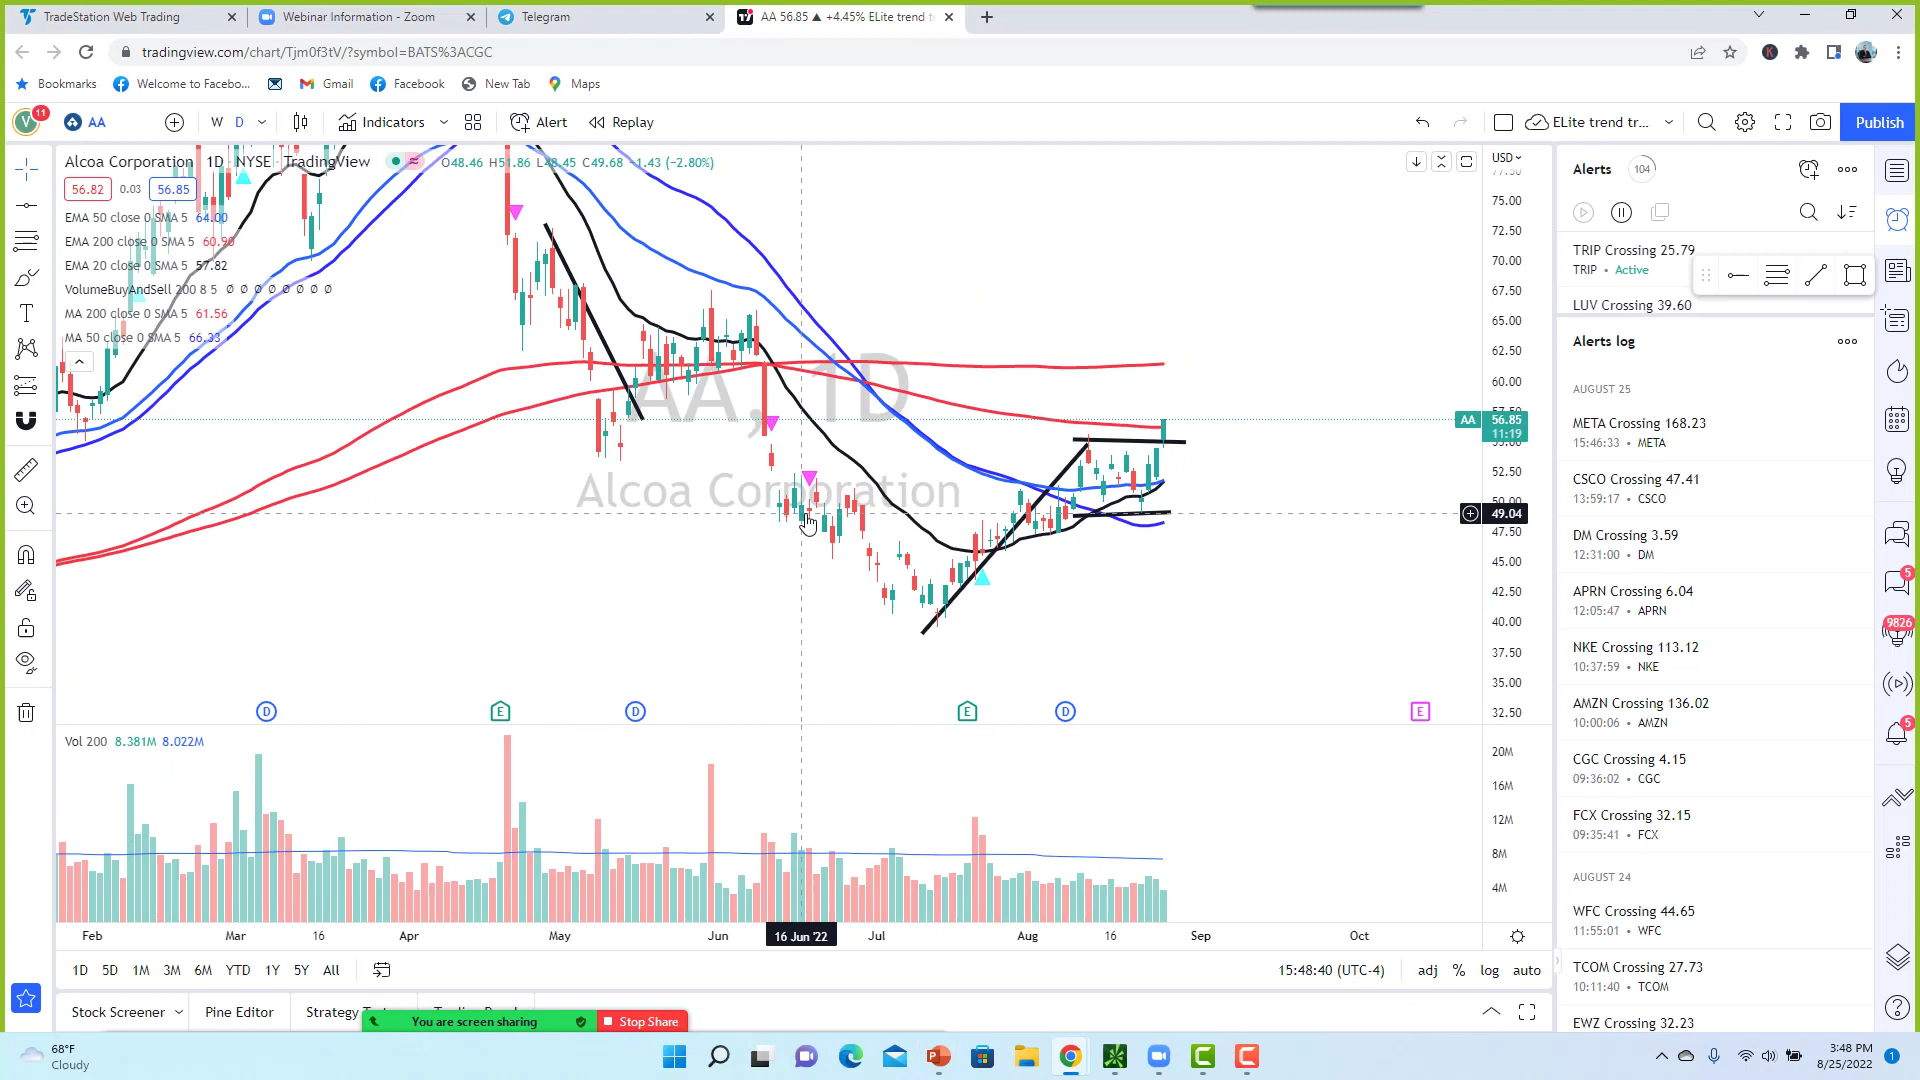 TradeStation Web Trading
Webinar Information - Zoom
Telegram
AA 56.85 ▲ +4.45% ELite trend t
tradingview.com/chart/Tjm0f3tV/?symbol=BATS%3ACGC
Bookmarks
Welcome to Facebo...
Gmail
Facebook
New Tab
Maps
V
11
AA
W
D
Indicators
Alert
Replay
ELite trend tr...
Publish
Alcoa Corporation 1D NYSE TradingView
O48.46 H51.86 L48.45 C49.68 −1.43 (−2.80%)
56.82
0.03
56.85
EMA 50 close 0 SMA 5 64.00
EMA 200 close 0 SMA 5 60.90
EMA 20 close 0 SMA 5 57.82
VolumeBuyAndSell 200 8 5 ∅ ∅ ∅ ∅ ∅ ∅ ∅ ∅
MA 200 close 0 SMA 5 61.56
MA 50 close 0 SMA 5 66.33
AA, 1D
Alcoa Corporation
USD
77.50
75.00
72.50
70.00
67.50
65.00
62.50
60.00
57.50
AA
56.85
11:19
55.00
52.50
50.00
49.04
47.50
45.00
42.50
40.00
37.50
35.00
32.50
D
E
D
E
D
E
Vol 200 8.381M 8.022M
20M
16M
12M
8M
4M
Feb
Mar
16
Apr
May
Jun
16 Jun '22
Jul
Aug
16
Sep
Oct
1D
5D
1M
3M
6M
YTD
1Y
5Y
All
15:48:40 (UTC-4)
adj
%
log
auto
Stock Screener
Pine Editor
You are screen sharing
Stop Share
Alerts
104
TRIP Crossing 25.79
TRIP • Active
LUV Crossing 39.60
Alerts log
AUGUST 25
META Crossing 168.23
15:46:33 • META
CSCO Crossing 47.41
13:59:17 • CSCO
DM Crossing 3.59
12:31:00 • DM
APRN Crossing 6.04
12:05:47 • APRN
NKE Crossing 113.12
10:37:59 • NKE
AMZN Crossing 136.02
10:00:06 • AMZN
CGC Crossing 4.15
09:36:02 • CGC
FCX Crossing 32.15
09:35:41 • FCX
AUGUST 24
WFC Crossing 44.65
11:55:01 • WFC
TCOM Crossing 27.73
10:11:40 • TCOM
EWZ Crossing 32.23
5
9826
5
68°F
Cloudy
3:48 PM
8/25/2022
1